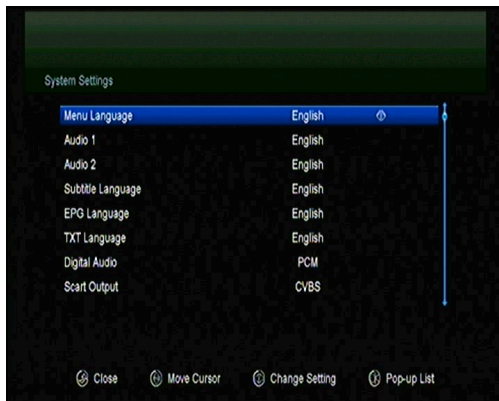 System Settings
Menu Language English
Audio 1 English
Audio 2 English
Subtitle Language English
EPG Language English
TXT Language English
Digital Audio PCM
Scart Output CVBS
Close Move Cursor Change Setting Pop-up List